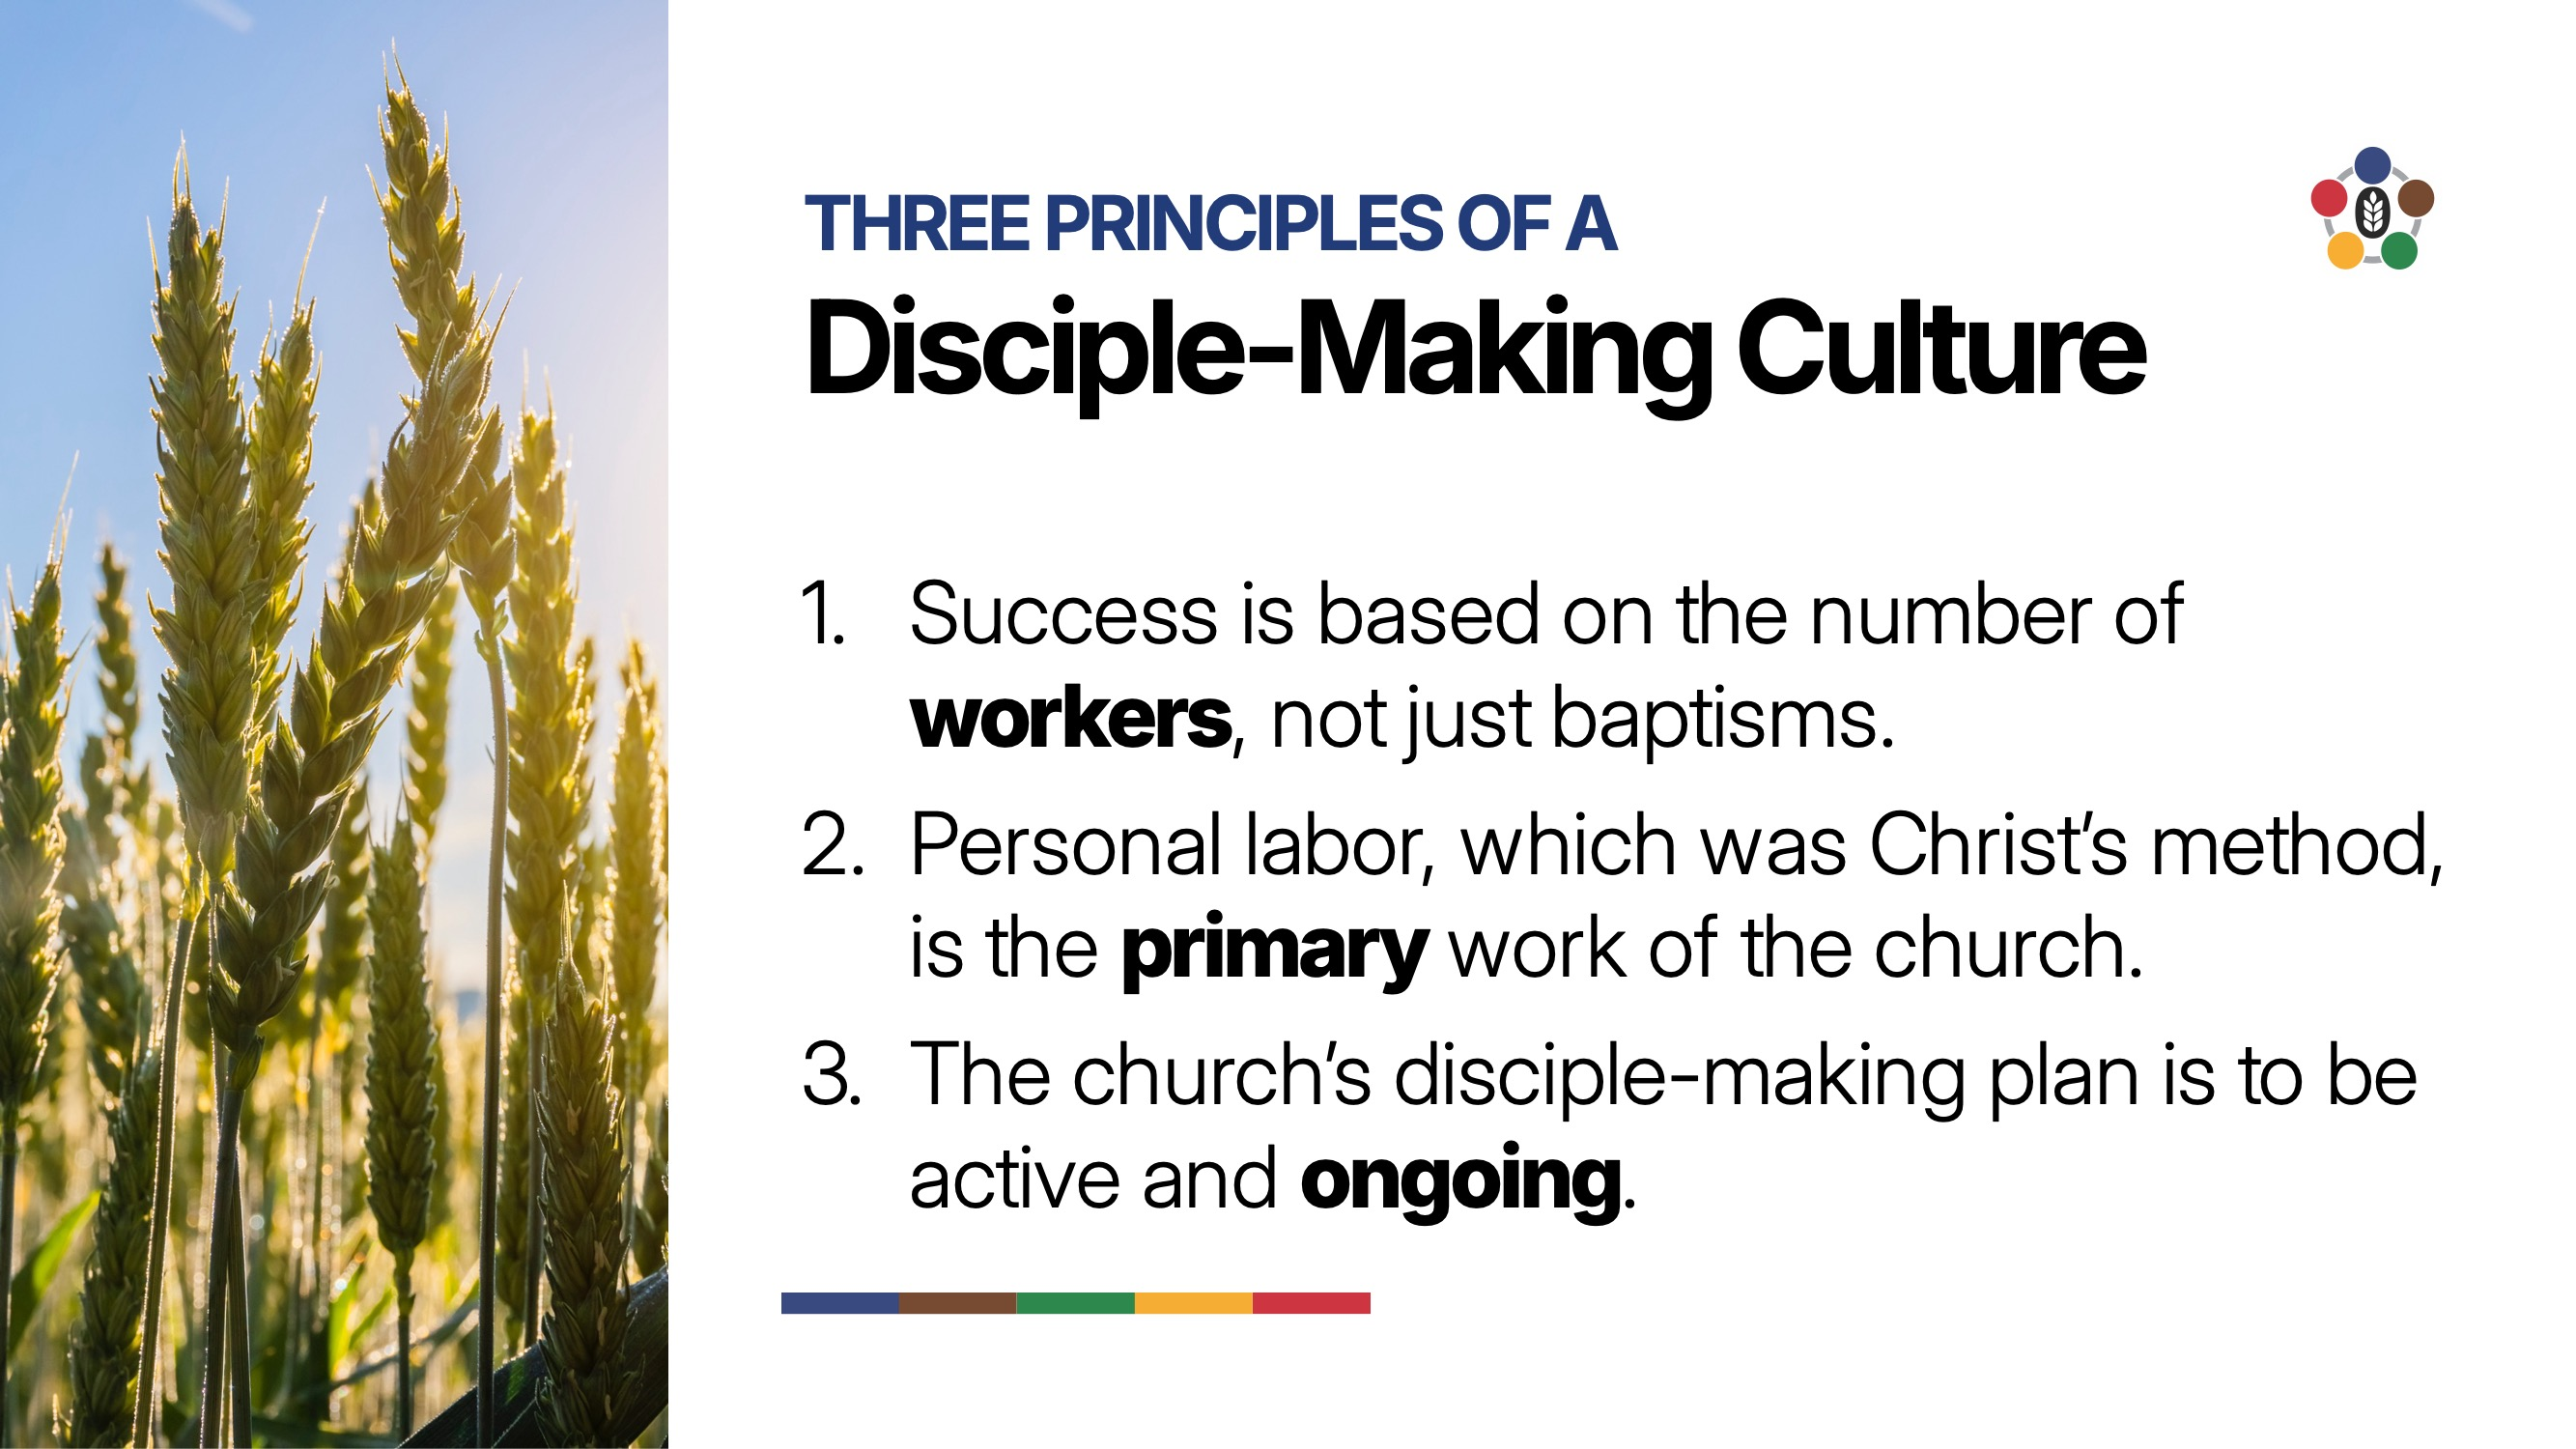 THREE PRINCIPLES OF A
Disciple-Making Culture
1. Success is based on the number of
workers, not just baptisms.
2. Personal labor, which was Christ’s method,
is the primary work of the church.
3. The church’s disciple-making plan is to be
active and ongoing.